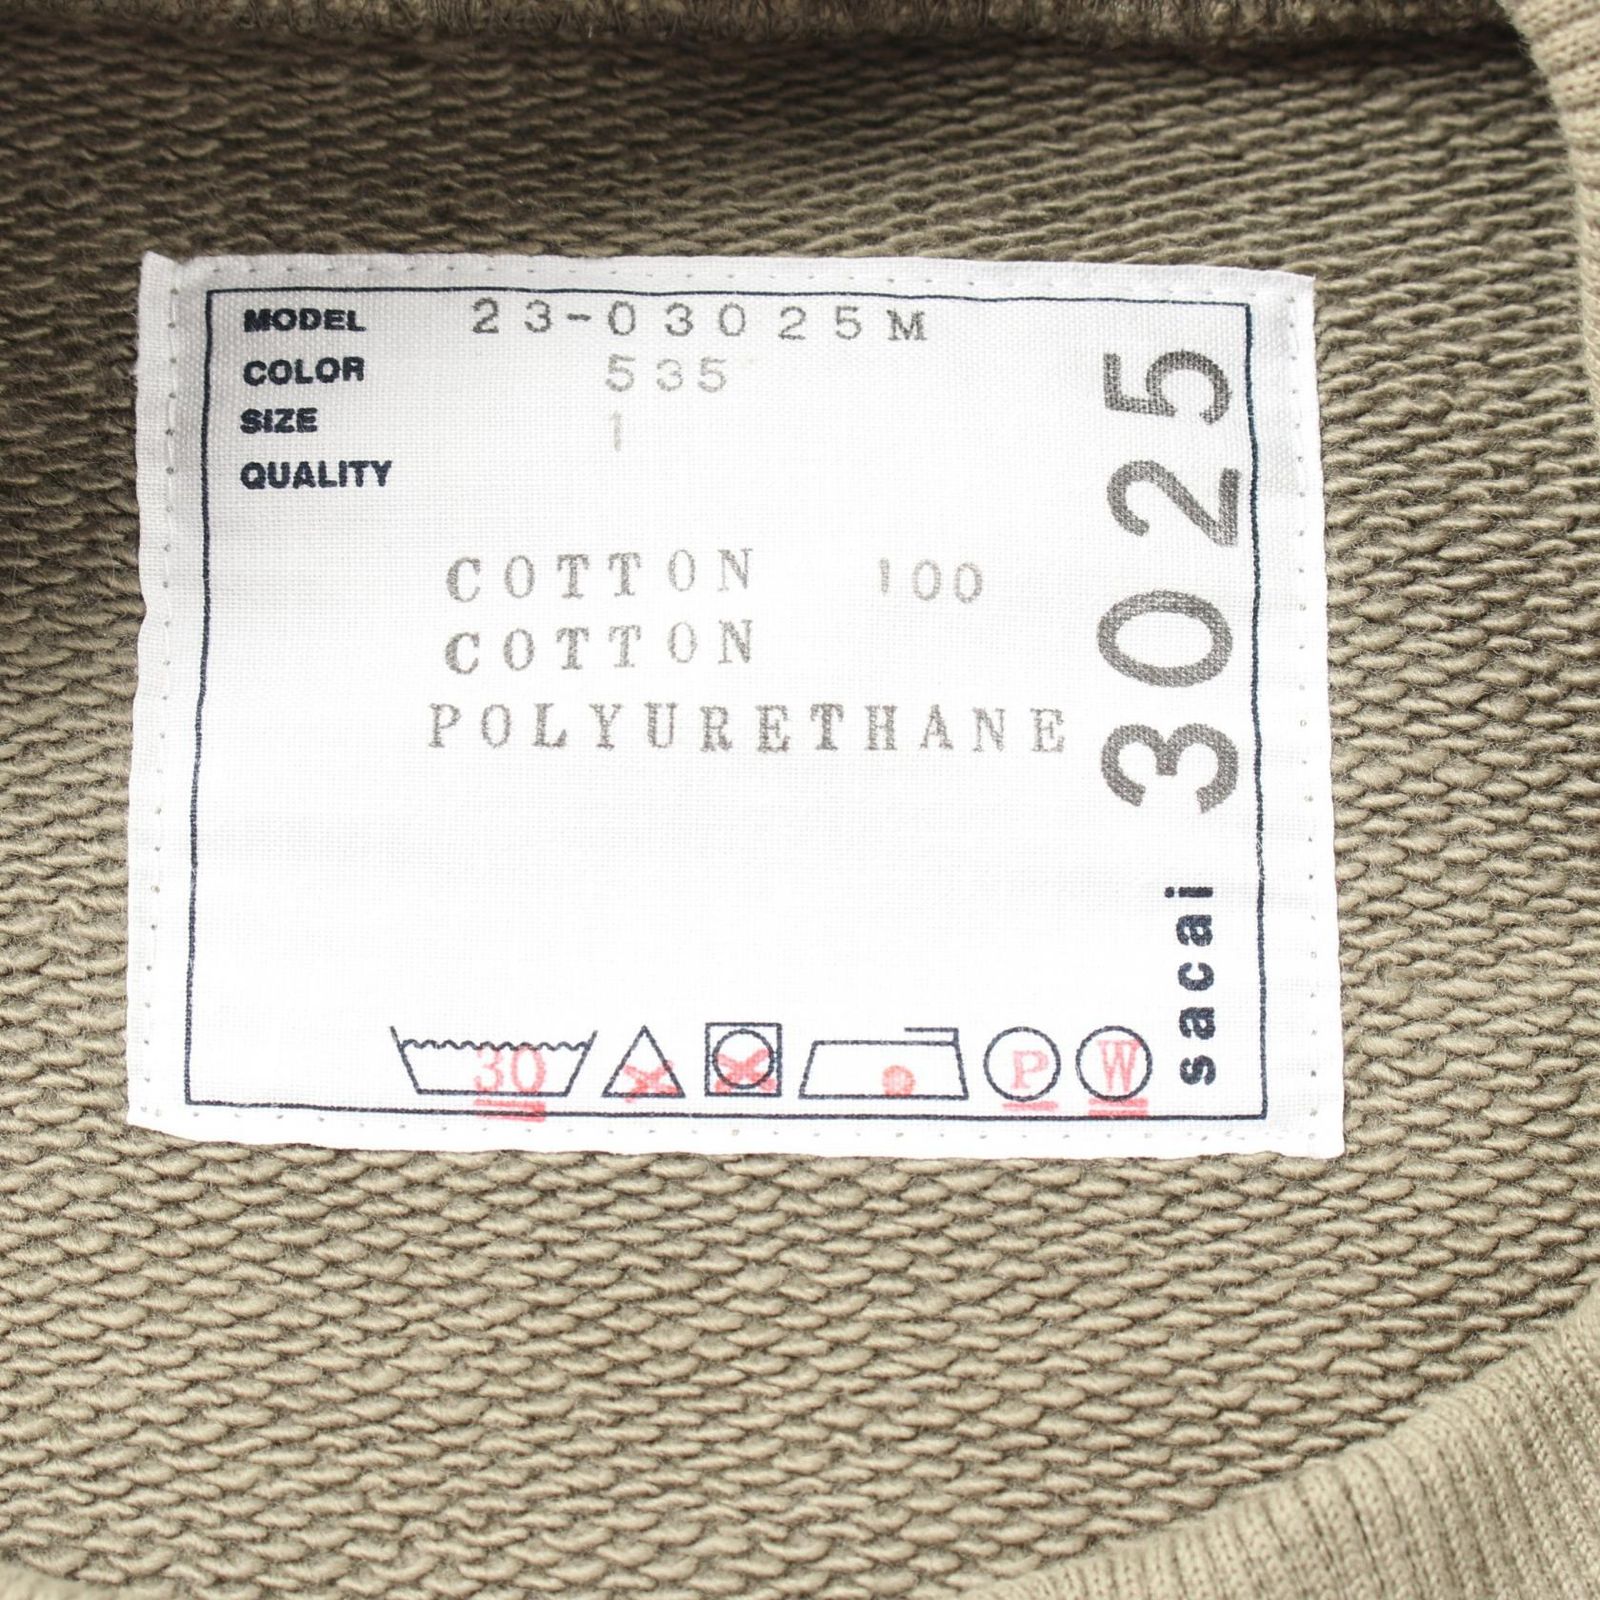 MODEL 23-03025M
COLOR 535
SIZE 1
QUALITY
COTTON 100
COTTON
POLYURETHANE
30 P W
sacai 3025